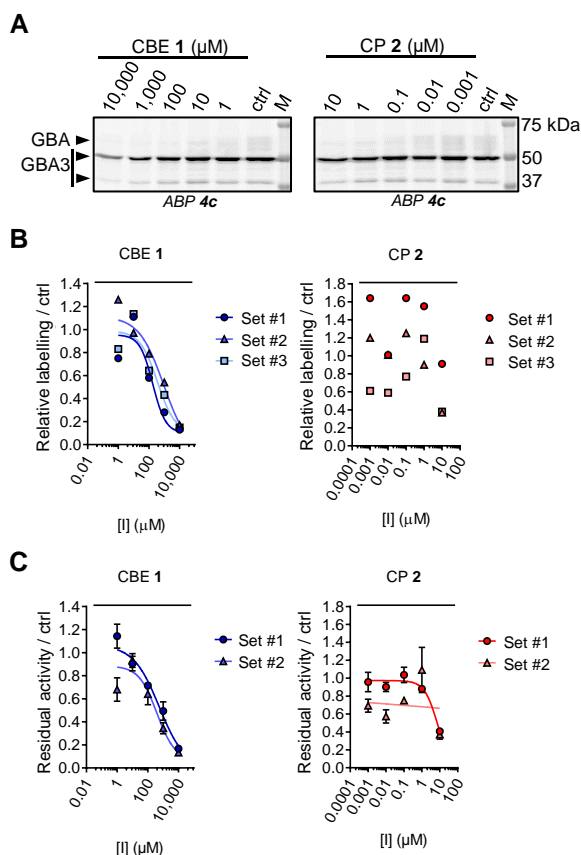 A
CBE 1 (µM)
CP 2 (µM)
10,000 1,000 100 10 1 ctrl M
10 1 0.1 0.01 0.001 ctrl M
GBA
GBA3
75 kDa
50
37
ABP 4c
ABP 4c
B
CBE 1
CP 2
Relative labelling / ctrl
1.4
1.2
1.0
0.8
0.6
0.4
0.2
0.0
0.01 1 100 10,000
[I] (µM)
Set #1
Set #2
Set #3
Relative labelling / ctrl
1.8
1.6
1.4
1.2
1.0
0.8
0.6
0.4
0.2
0.0
0.0001 0.001 0.01 0.1 1 10 100
[I] (µM)
Set #1
Set #2
Set #3
C
CBE 1
CP 2
Residual activity / ctrl
1.4
1.2
1.0
0.8
0.6
0.4
0.2
0.0
0.01 1 100 10,000
[I] (µM)
Set #1
Set #2
Residual activity / ctrl
1.8
1.6
1.4
1.2
1.0
0.8
0.6
0.4
0.2
0.0
0.0001 0.001 0.01 0.1 1 10 100
[I] (µM)
Set #1
Set #2